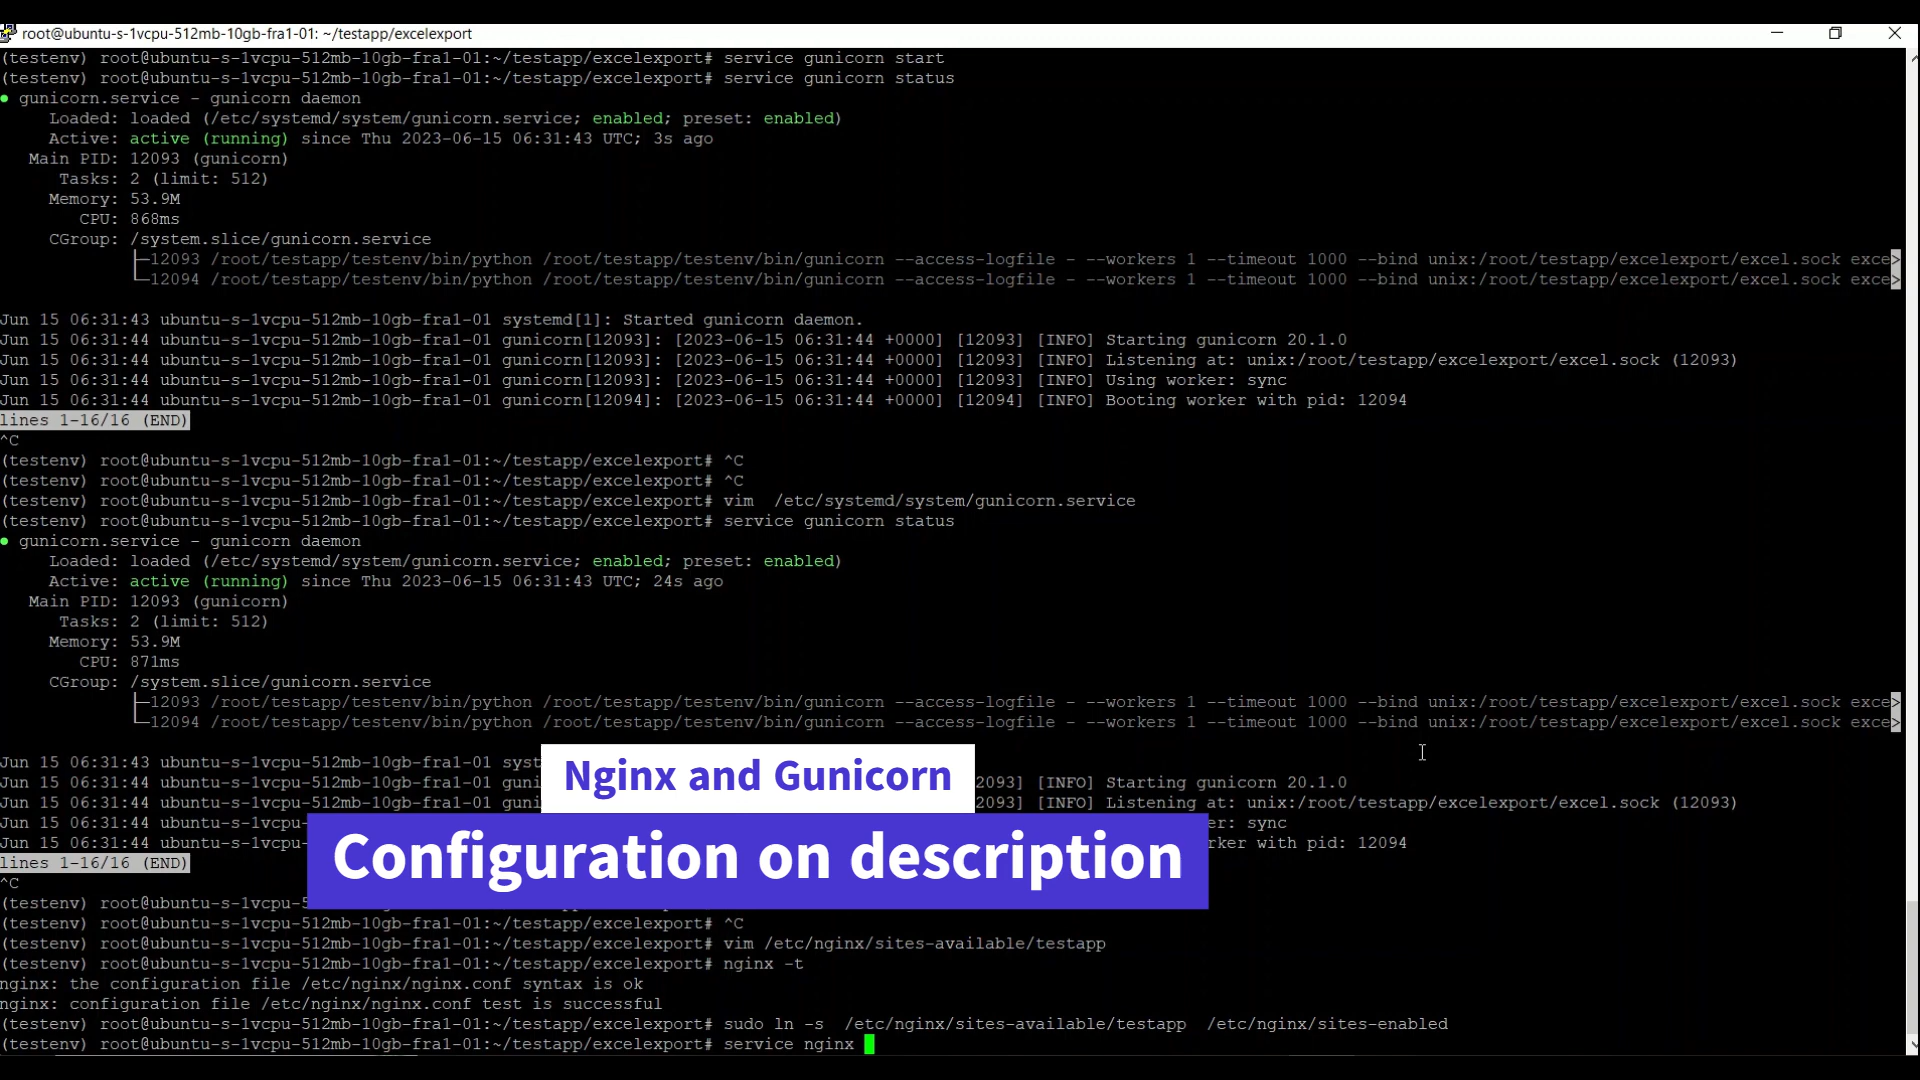 root@ubuntu-s-1vcpu-512mb-10gb-fra1-01: ~/testapp/excelexport
(testenv) root@ubuntu-s-1vcpu-512mb-10gb-fra1-01:~/testapp/excelexport# service gunicorn start
(testenv) root@ubuntu-s-1vcpu-512mb-10gb-fra1-01:~/testapp/excelexport# service gunicorn status
● gunicorn.service - gunicorn daemon
Loaded: loaded (/etc/systemd/system/gunicorn.service; enabled; preset: enabled)
Active: active (running) since Thu 2023-06-15 06:31:43 UTC; 3s ago
Main PID: 12093 (gunicorn)
Tasks: 2 (limit: 512)
Memory: 53.9M
CPU: 868ms
CGroup: /system.slice/gunicorn.service
├─12093 /root/testapp/testenv/bin/python /root/testapp/testenv/bin/gunicorn --access-logfile - --workers 1 --timeout 1000 --bind unix:/root/testapp/excelexport/excel.sock exce>
└─12094 /root/testapp/testenv/bin/python /root/testapp/testenv/bin/gunicorn --access-logfile - --workers 1 --timeout 1000 --bind unix:/root/testapp/excelexport/excel.sock exce>
Jun 15 06:31:43 ubuntu-s-1vcpu-512mb-10gb-fra1-01 systemd[1]: Started gunicorn daemon.
Jun 15 06:31:44 ubuntu-s-1vcpu-512mb-10gb-fra1-01 gunicorn[12093]: [2023-06-15 06:31:44 +0000] [12093] [INFO] Starting gunicorn 20.1.0
Jun 15 06:31:44 ubuntu-s-1vcpu-512mb-10gb-fra1-01 gunicorn[12093]: [2023-06-15 06:31:44 +0000] [12093] [INFO] Listening at: unix:/root/testapp/excelexport/excel.sock (12093)
Jun 15 06:31:44 ubuntu-s-1vcpu-512mb-10gb-fra1-01 gunicorn[12093]: [2023-06-15 06:31:44 +0000] [12093] [INFO] Using worker: sync
Jun 15 06:31:44 ubuntu-s-1vcpu-512mb-10gb-fra1-01 gunicorn[12094]: [2023-06-15 06:31:44 +0000] [12094] [INFO] Booting worker with pid: 12094
lines 1-16/16 (END)
^C
(testenv) root@ubuntu-s-1vcpu-512mb-10gb-fra1-01:~/testapp/excelexport# ^C
(testenv) root@ubuntu-s-1vcpu-512mb-10gb-fra1-01:~/testapp/excelexport# ^C
(testenv) root@ubuntu-s-1vcpu-512mb-10gb-fra1-01:~/testapp/excelexport# vim  /etc/systemd/system/gunicorn.service
(testenv) root@ubuntu-s-1vcpu-512mb-10gb-fra1-01:~/testapp/excelexport# service gunicorn status
● gunicorn.service - gunicorn daemon
Loaded: loaded (/etc/systemd/system/gunicorn.service; enabled; preset: enabled)
Active: active (running) since Thu 2023-06-15 06:31:43 UTC; 24s ago
Main PID: 12093 (gunicorn)
Tasks: 2 (limit: 512)
Memory: 53.9M
CPU: 871ms
CGroup: /system.slice/gunicorn.service
├─12093 /root/testapp/testenv/bin/python /root/testapp/testenv/bin/gunicorn --access-logfile - --workers 1 --timeout 1000 --bind unix:/root/testapp/excelexport/excel.sock exce>
└─12094 /root/testapp/testenv/bin/python /root/testapp/testenv/bin/gunicorn --access-logfile - --workers 1 --timeout 1000 --bind unix:/root/testapp/excelexport/excel.sock exce>
Jun 15 06:31:43 ubuntu-s-1vcpu-512mb-10gb-fra1-01 syst
Jun 15 06:31:44 ubuntu-s-1vcpu-512mb-10gb-fra1-01 guni 2093] [INFO] Starting gunicorn 20.1.0
Nginx and Gunicorn
Jun 15 06:31:44 ubuntu-s-1vcpu-512mb-10gb-fra1-01 guni 2093] [INFO] Listening at: unix:/root/testapp/excelexport/excel.sock (12093)
Jun 15 06:31:44 ubuntu-s-1vcpu er: sync
Jun 15 06:31:44 ubuntu-s-1vcpu rker with pid: 12094
Configuration on description
lines 1-16/16 (END)
^C
(testenv) root@ubuntu-s-1vcpu-5
(testenv) root@ubuntu-s-1vcpu-512mb-10gb-fra1-01:~/testapp/excelexport# ^C
(testenv) root@ubuntu-s-1vcpu-512mb-10gb-fra1-01:~/testapp/excelexport# vim /etc/nginx/sites-available/testapp
(testenv) root@ubuntu-s-1vcpu-512mb-10gb-fra1-01:~/testapp/excelexport# nginx -t
nginx: the configuration file /etc/nginx/nginx.conf syntax is ok
nginx: configuration file /etc/nginx/nginx.conf test is successful
(testenv) root@ubuntu-s-1vcpu-512mb-10gb-fra1-01:~/testapp/excelexport# sudo ln -s  /etc/nginx/sites-available/testapp  /etc/nginx/sites-enabled
(testenv) root@ubuntu-s-1vcpu-512mb-10gb-fra1-01:~/testapp/excelexport# service nginx